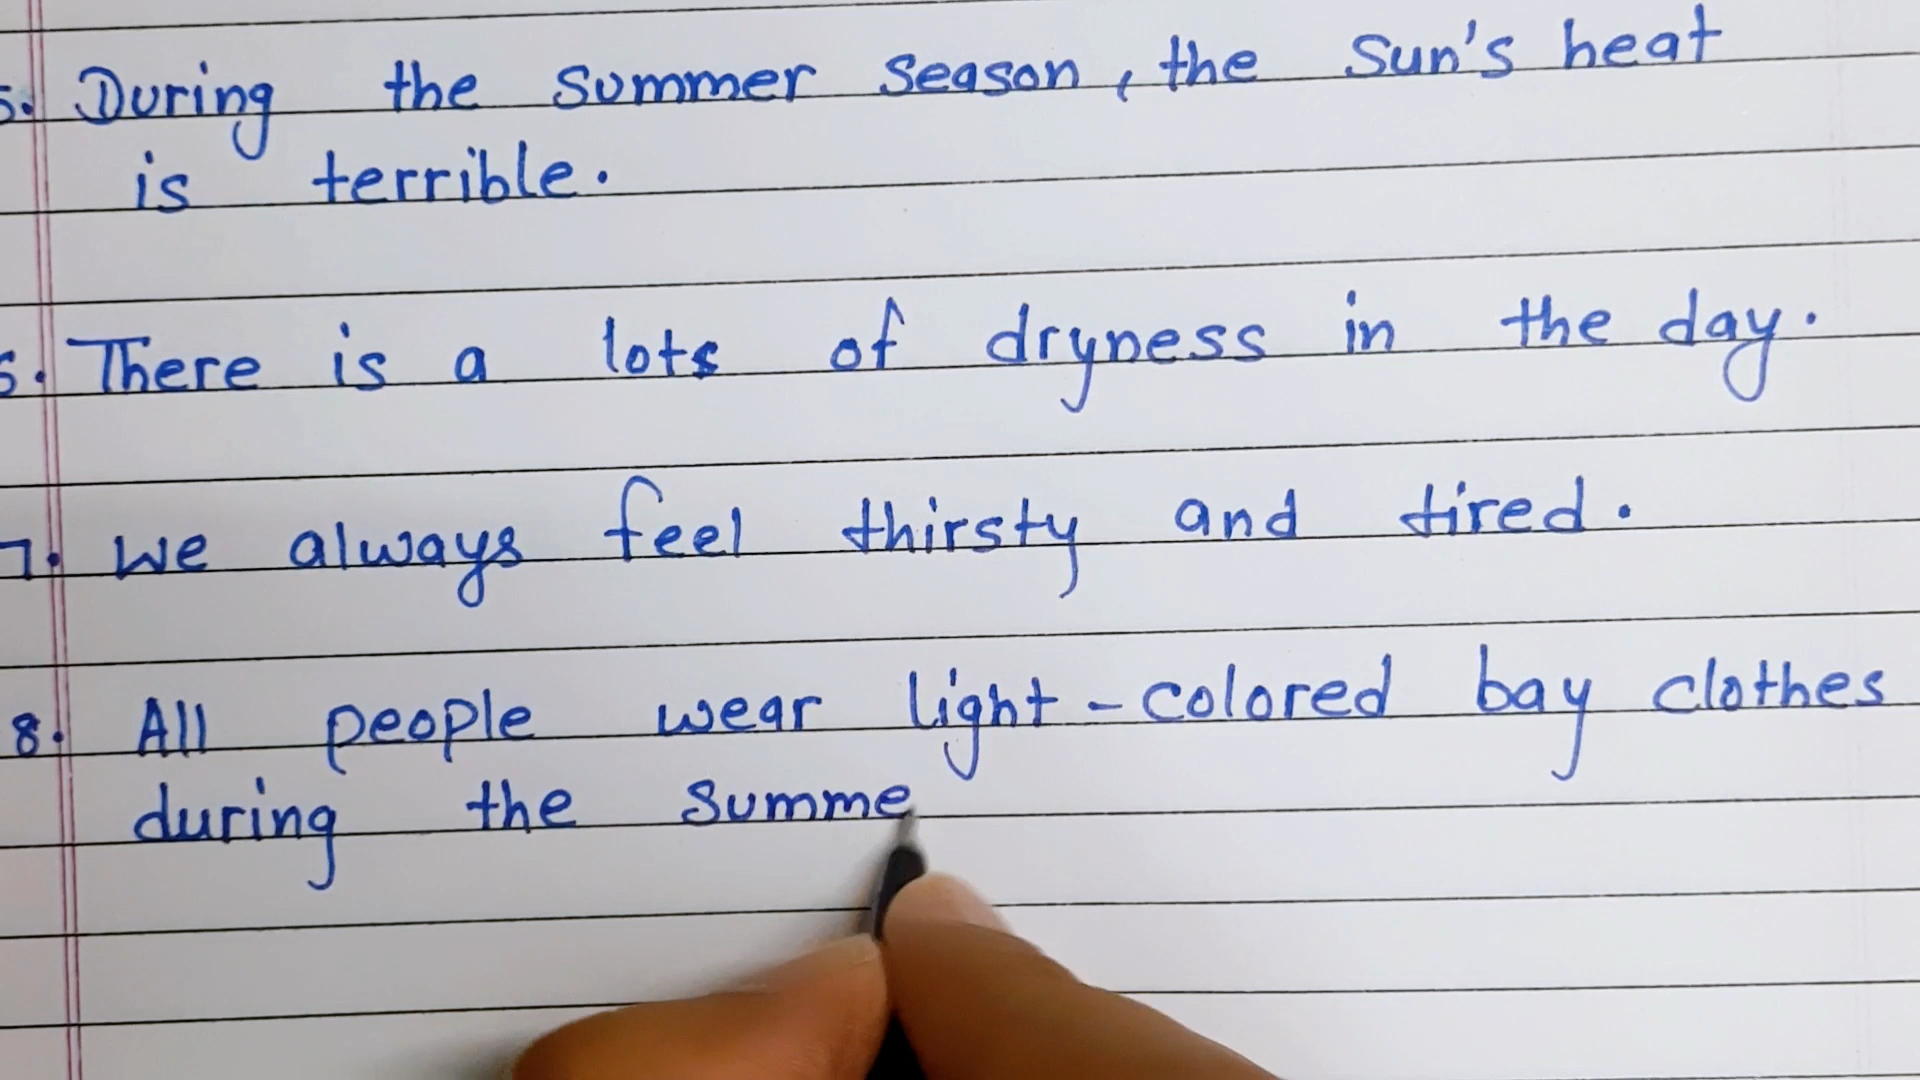 5. During the summer season, the Sun's heat
is terrible.
6. There is a lots of dryness in the day.
7. We always feel thirsty and tired.
8. All people wear light-colored bay clothes
during the summe